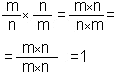 m/n × n/m = m×n/n×m =
= m×n/m×n = 1